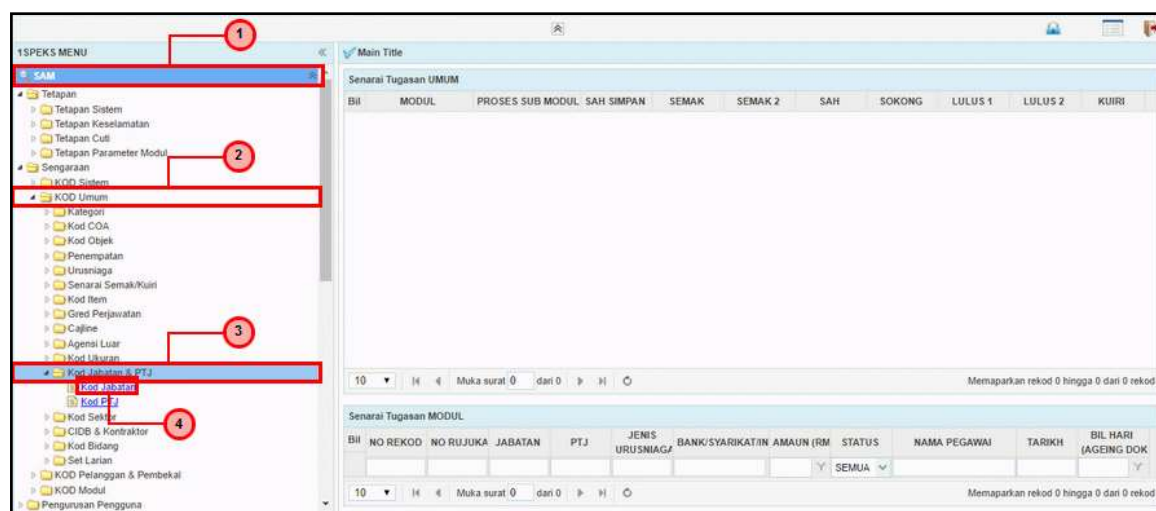 1
1SPEKS MENU
Main Title
SAM
Senarai Tugasan UMUM
Tetapan
Bil MODUL PROSES SUB MODUL SAH SIMPAN SEMAK SEMAK 2 SAH SOKONG LULUS 1 LULUS 2 KUIRI
Tetapan Sistem
Tetapan Keselamatan
Tetapan Cuti
Tetapan Parameter Modul
2
Sengaraan
KOD Sistem
KOD Umum
Kategori
Kod COA
Kod Objek
Penempatan
Urusniaga
Senarai Semak/Kuiri
Kod Item
Gred Perjawatan
Cajline
3
Agensi Luar
Kod Ukuran
Kod Jabatan & PTJ
10 Muka surat 0 dari 0 Memaparkan rekod 0 hingga 0 dari 0 rekod
Kod Jabatan
Kod PTJ
4
Kod Sektor
CIDB & Kontraktor
Kod Bidang
Set Larian
KOD Pelanggan & Pembekal
KOD Modul
Pengurusan Pengguna
Senarai Tugasan MODUL
Bil NO REKOD NO RUJUKA JABATAN PTJ JENIS URUSNIAGA BANK/SYARIKAT/IN AMAUN (RM STATUS NAMA PEGAWAI TARIKH BIL HARI (AGEING DOK
SEMUA
10 Muka surat 0 dari 0 Memaparkan rekod 0 hingga 0 dari 0 rekod